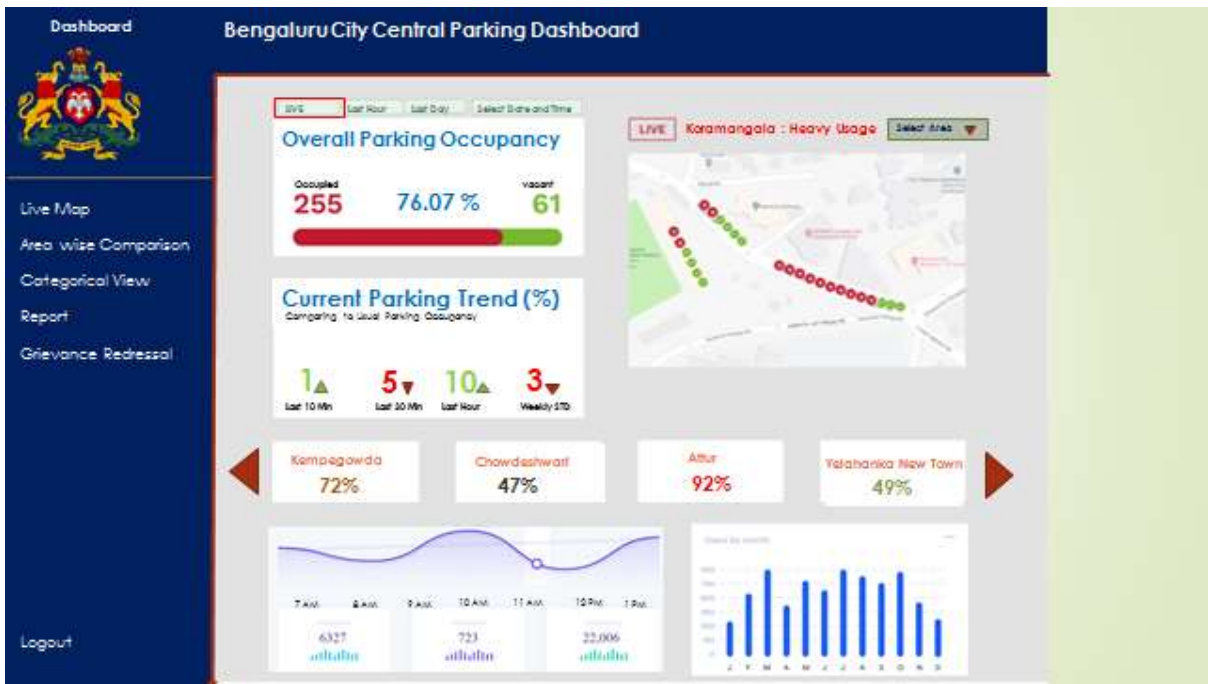 Dashboard
Bengaluru City Central Parking Dashboard
LIVE
Last Hour
Last Day
Select Date and Time
Overall Parking Occupancy
Occupied
vacant
255
76.07 %
61
LIVE
Koramangala : Heavy Usage
Select Area
Live Map
Area wise Comparison
Categorical View
Report
Grievance Redressal
Logout
Current Parking Trend (%)
Comparing to Usual Parking Occupancy
1
5
10
3
Last 10 Min
Last 30 Min
Last Hour
Weekly STD
Kempegowda
72%
Chowdeshwari
47%
Attur
92%
Yelahanka New Town
49%
7 AM
8 AM
9 AM
10 AM
11 AM
12 PM
1 PM
6327
723
22,006
J F M A M J J A S O N D